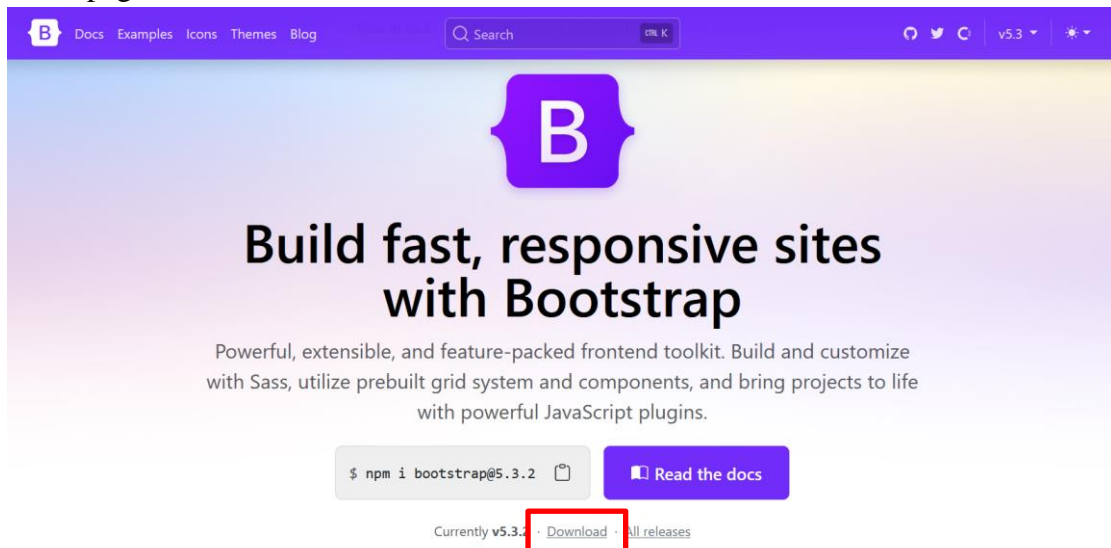 B Docs Examples Icons Themes Blog Search CTRL K v5.3
B
Build fast, responsive sites
with Bootstrap
Powerful, extensible, and feature-packed frontend toolkit. Build and customize
with Sass, utilize prebuilt grid system and components, and bring projects to life
with powerful JavaScript plugins.
$ npm i bootstrap@5.3.2 Read the docs
Currently v5.3.2 · Download · All releases